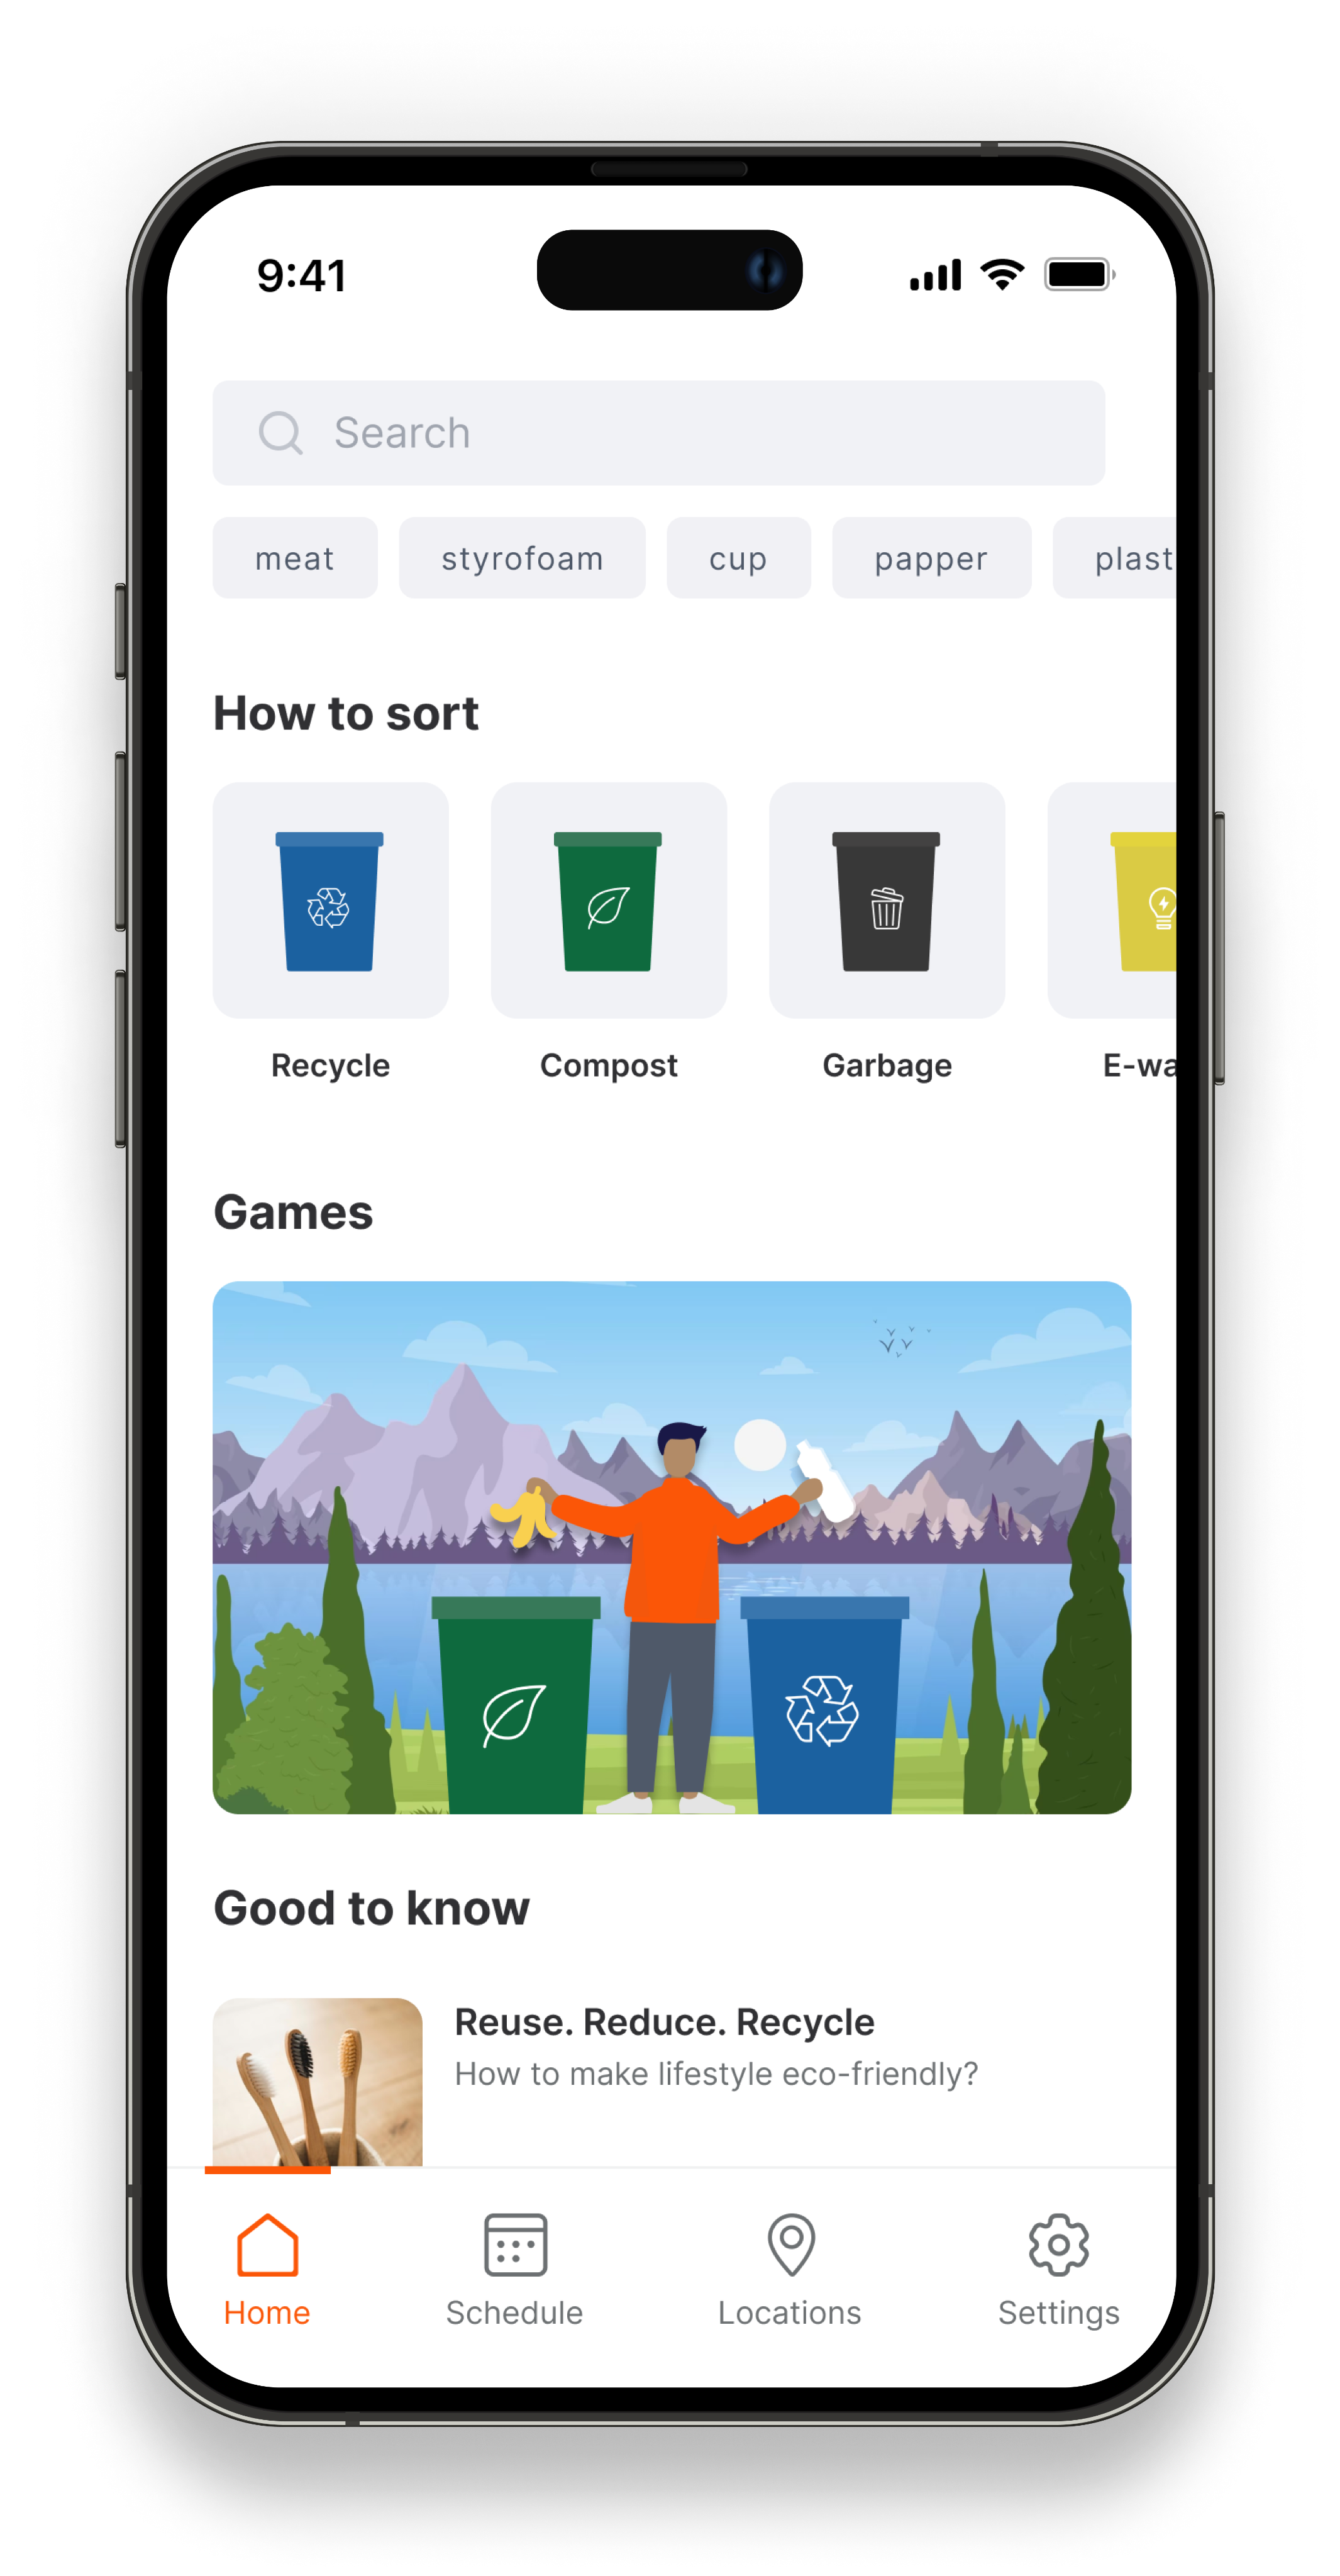 9:41
Search
meat styrofoam cup papper plast
How to sort
Recycle Compost Garbage E-wa
Games
Good to know
Reuse. Reduce. Recycle
How to make lifestyle eco-friendly?
Home Schedule Locations Settings